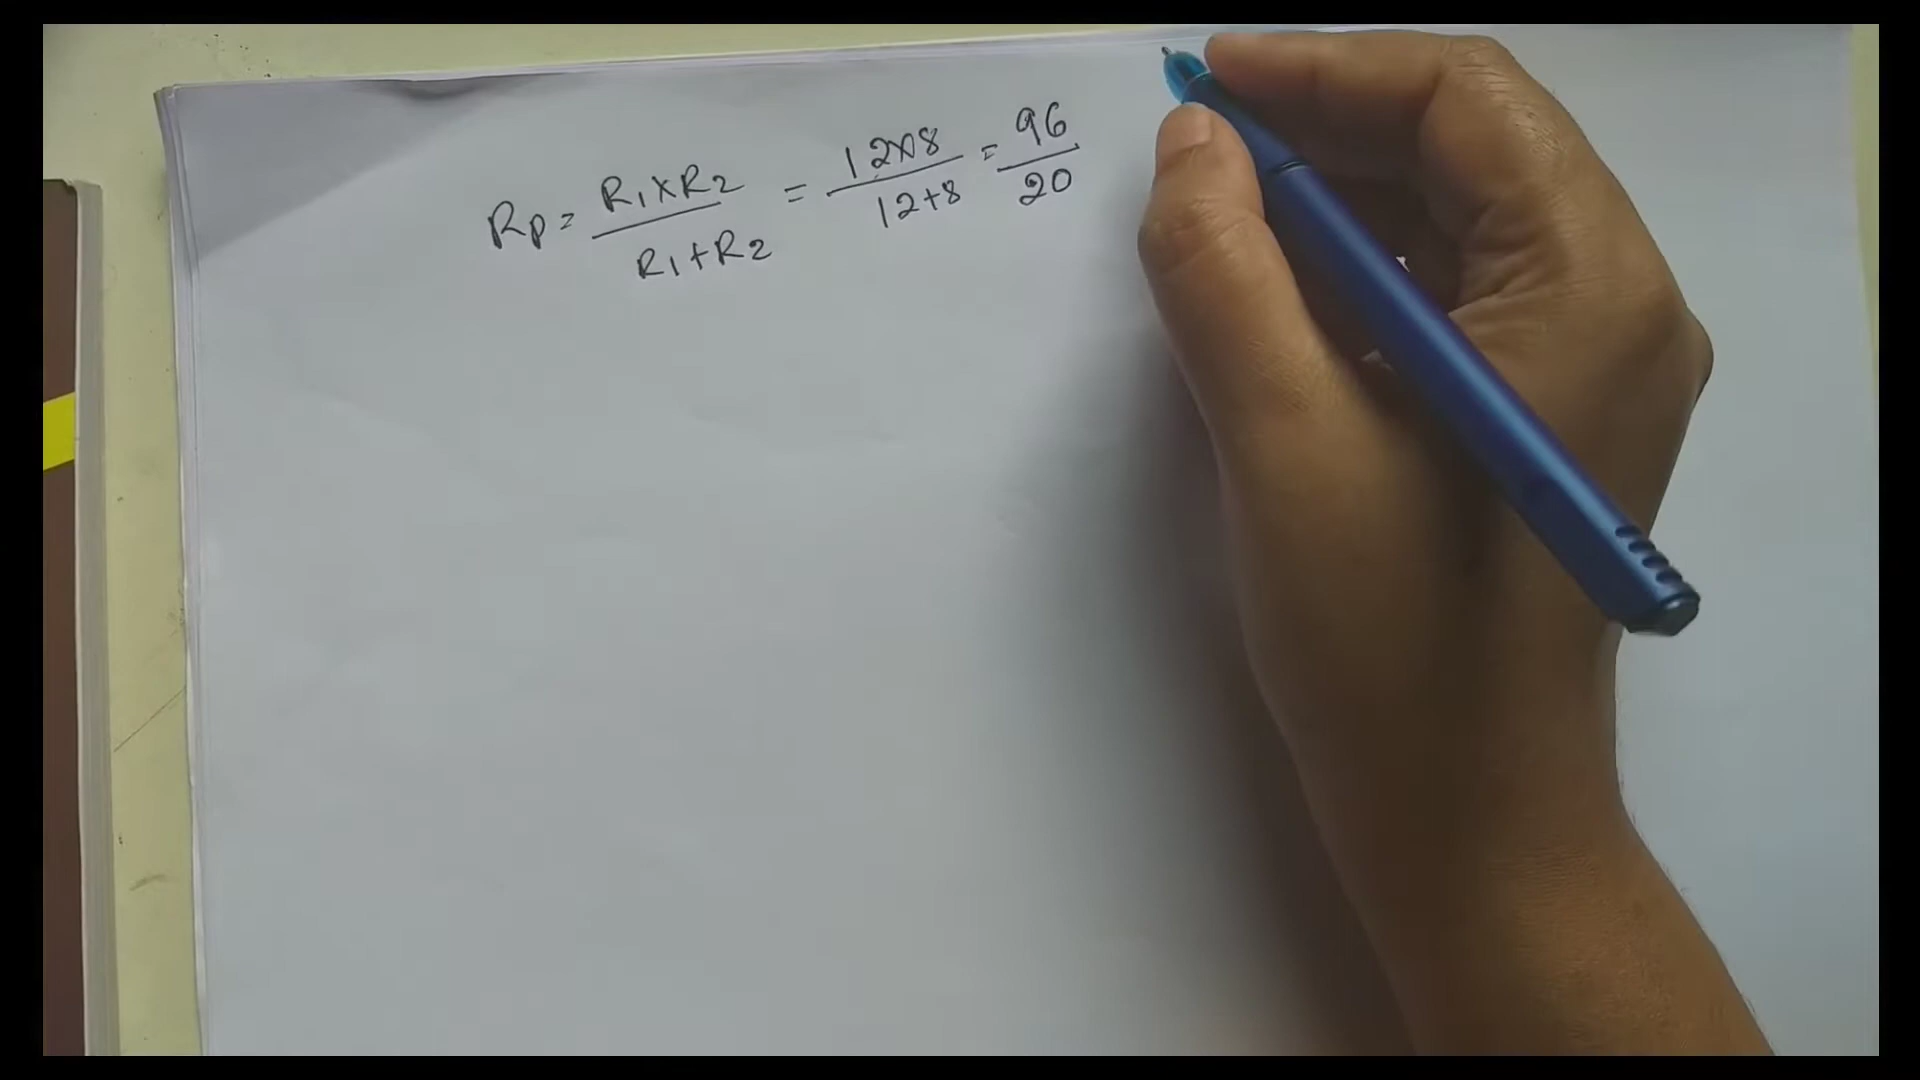 Rp = R1×R2 / R1+R2 = 12×8 / 12+8 = 96 / 20